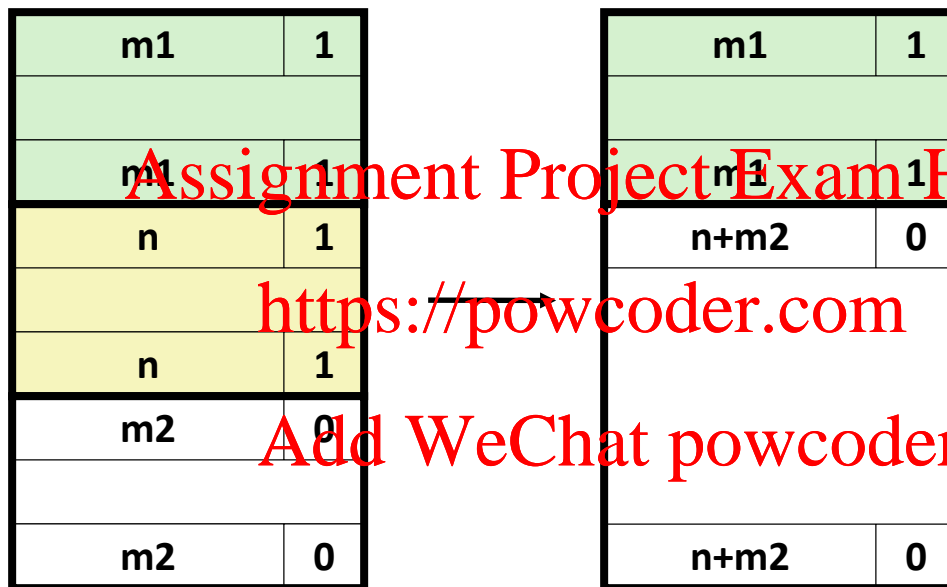 m1 1 m1 1
m1 1 m1 1
Assignment Project Exam H
n 1 n+m2 0
https://powcoder.com
n 1
m2 0
Add WeChat powcoder
m2 0 n+m2 0